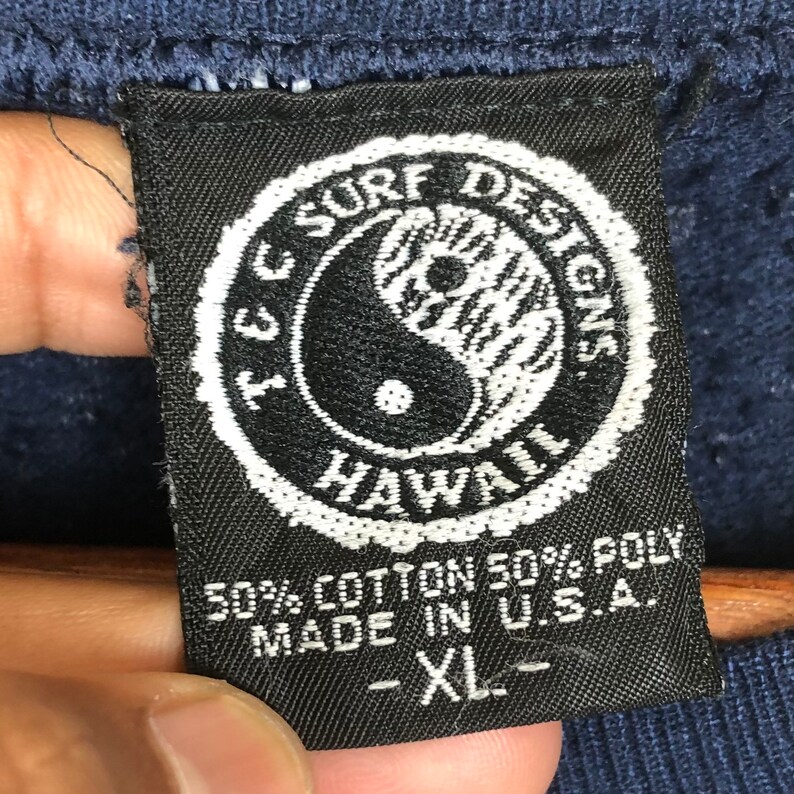 T&C SURF DESIGNS.
HAWAII
50% COTTON 50% POLY
MADE IN U.S.A.
- XL -